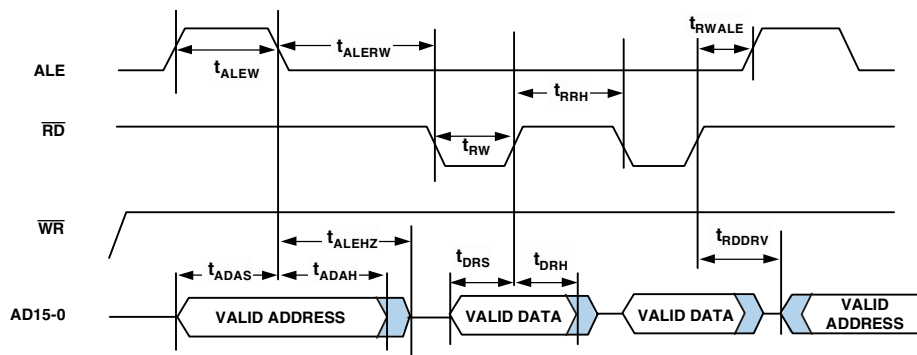 tALEW
tALERW
tRWALE
ALE
tRRH
RD
tRW
WR
tALEHZ
tRDDRV
tADAS
tADAH
tDRS
tDRH
AD15-0
VALID ADDRESS
VALID DATA
VALID DATA
VALID
ADDRESS